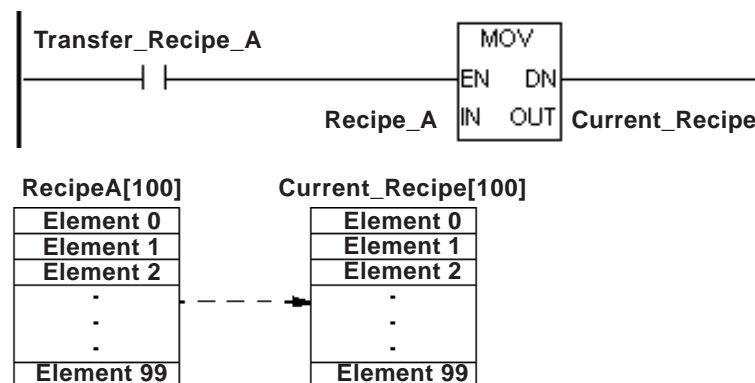 Transfer_Recipe_A
MOV
EN DN
Recipe_A IN OUT Current_Recipe
RecipeA[100] Current_Recipe[100]
Element 0 Element 0
Element 1 Element 1
Element 2 Element 2
Element 99 Element 99